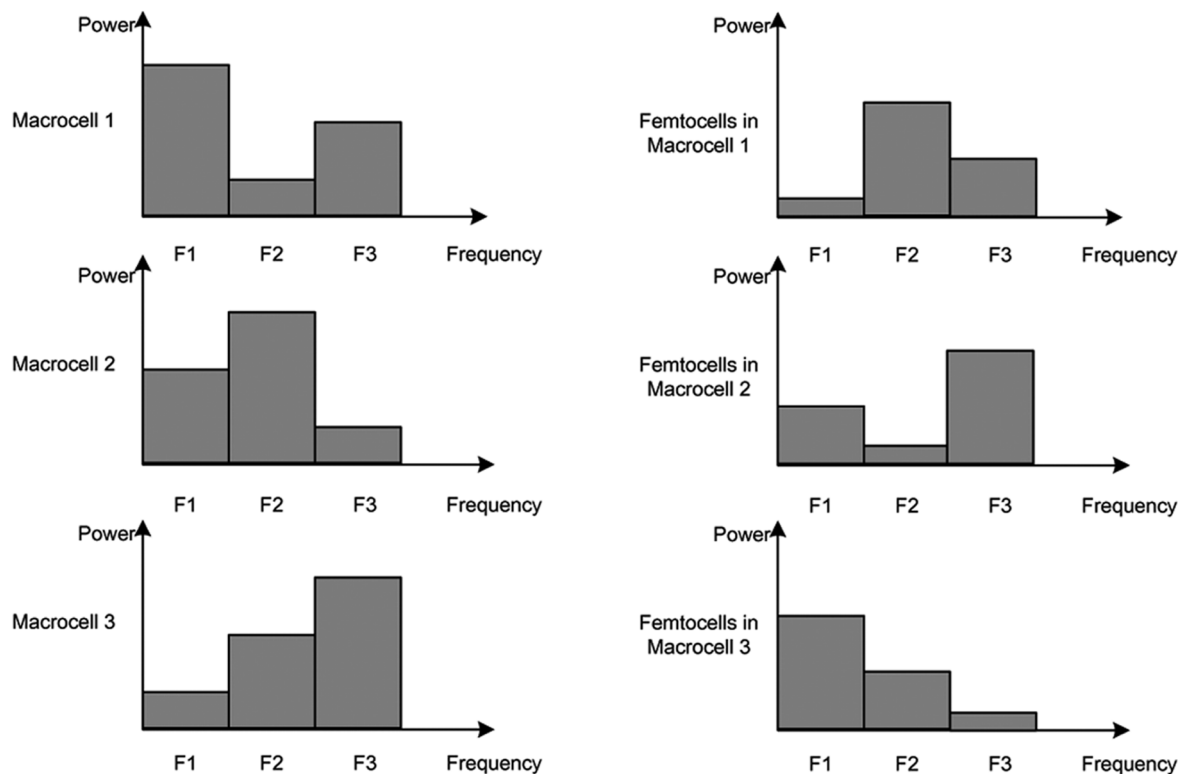 Power
Macrocell 1
F1 F2 F3 Frequency
Power
Femtocells in
Macrocell 1
F1 F2 F3 Frequency
Power
Macrocell 2
F1 F2 F3 Frequency
Power
Femtocells in
Macrocell 2
F1 F2 F3 Frequency
Power
Macrocell 3
F1 F2 F3 Frequency
Power
Femtocells in
Macrocell 3
F1 F2 F3 Frequency